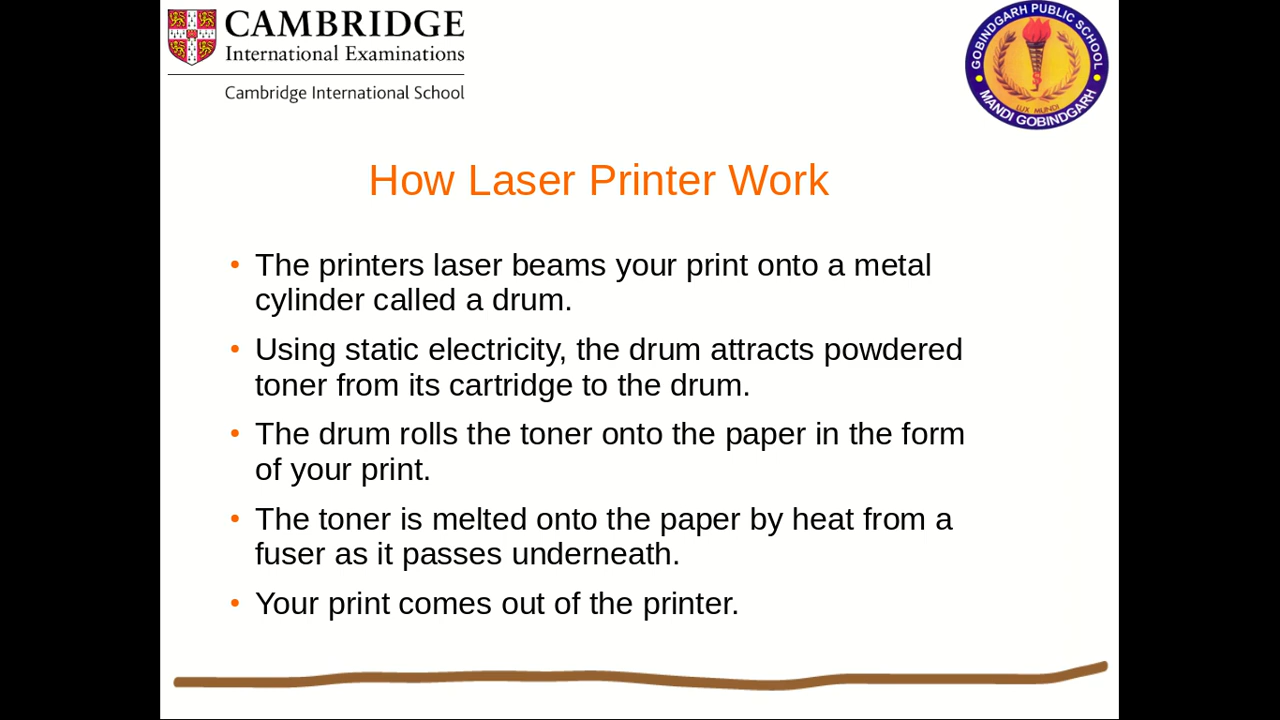 CAMBRIDGE
International Examinations
Cambridge International School
GOBINDGARH PUBLIC SCHOOL
LUX MUNDI
MANDI GOBINDGARH
How Laser Printer Work
• The printers laser beams your print onto a metal
cylinder called a drum.
• Using static electricity, the drum attracts powdered
toner from its cartridge to the drum.
• The drum rolls the toner onto the paper in the form
of your print.
• The toner is melted onto the paper by heat from a
fuser as it passes underneath.
• Your print comes out of the printer.